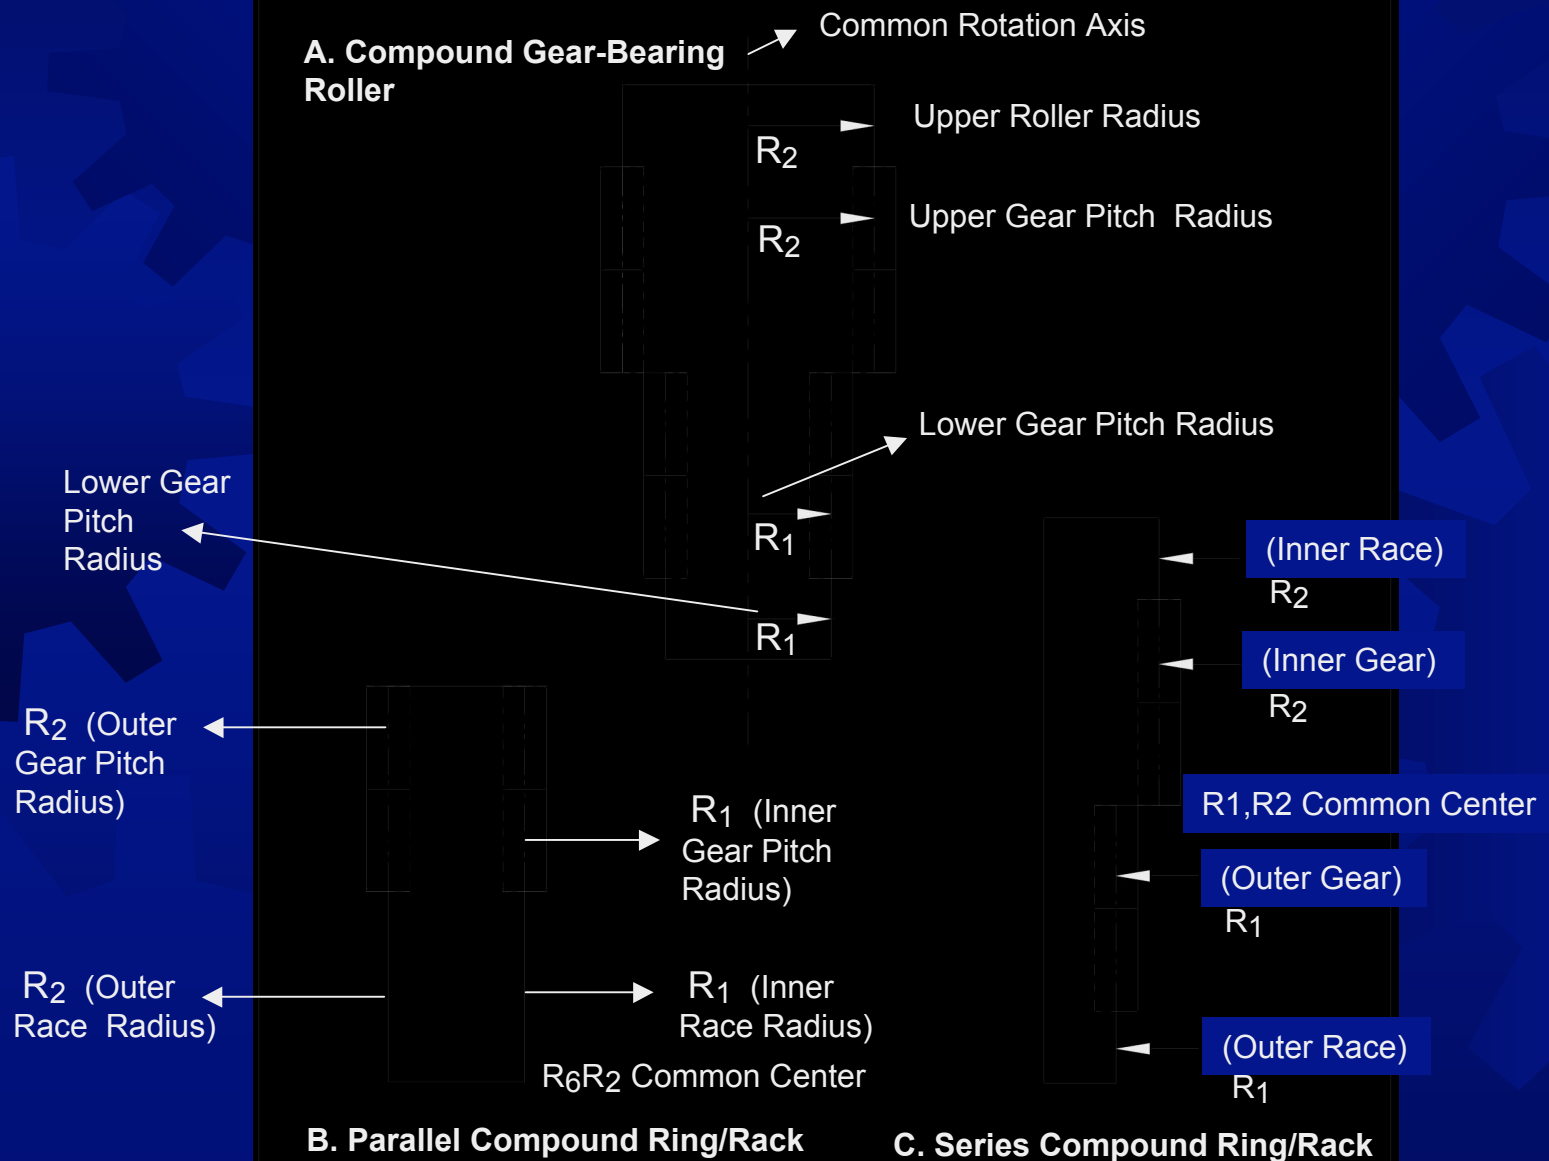 Common Rotation Axis
A. Compound Gear-Bearing
Roller
Upper Roller Radius
R2
Upper Gear Pitch Radius
R2
Lower Gear Pitch Radius
R1
Lower Gear
Pitch
Radius
R1
(Inner Race)
R2
(Inner Gear)
R2
R1,R2 Common Center
(Outer Gear)
R1
(Outer Race)
R1
R2 (Outer
Gear Pitch
Radius)
R1 (Inner
Gear Pitch
Radius)
R2 (Outer
Race Radius)
R1 (Inner
Race Radius)
R6R2 Common Center
B. Parallel Compound Ring/Rack
C. Series Compound Ring/Rack